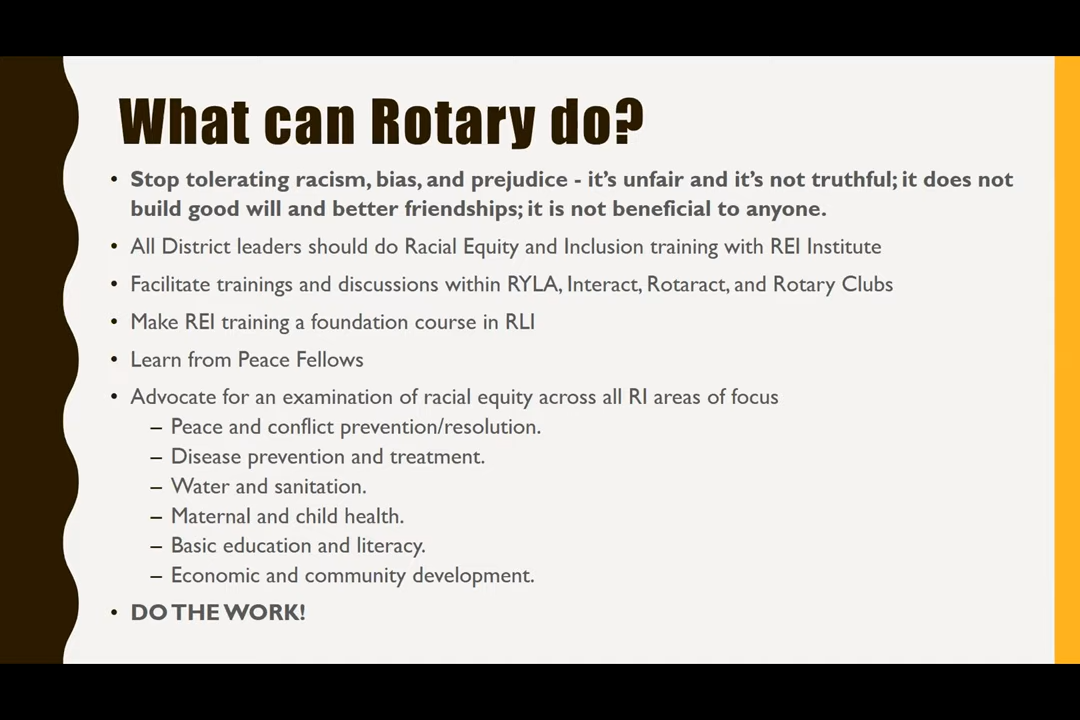 What can Rotary do?
• Stop tolerating racism, bias, and prejudice - it's unfair and it's not truthful; it does not
build good will and better friendships; it is not beneficial to anyone.
• All District leaders should do Racial Equity and Inclusion training with REI Institute
• Facilitate trainings and discussions within RYLA, Interact, Rotaract, and Rotary Clubs
• Make REI training a foundation course in RLI
• Learn from Peace Fellows
• Advocate for an examination of racial equity across all RI areas of focus
– Peace and conflict prevention/resolution.
– Disease prevention and treatment.
– Water and sanitation.
– Maternal and child health.
– Basic education and literacy.
– Economic and community development.
• DO THE WORK!